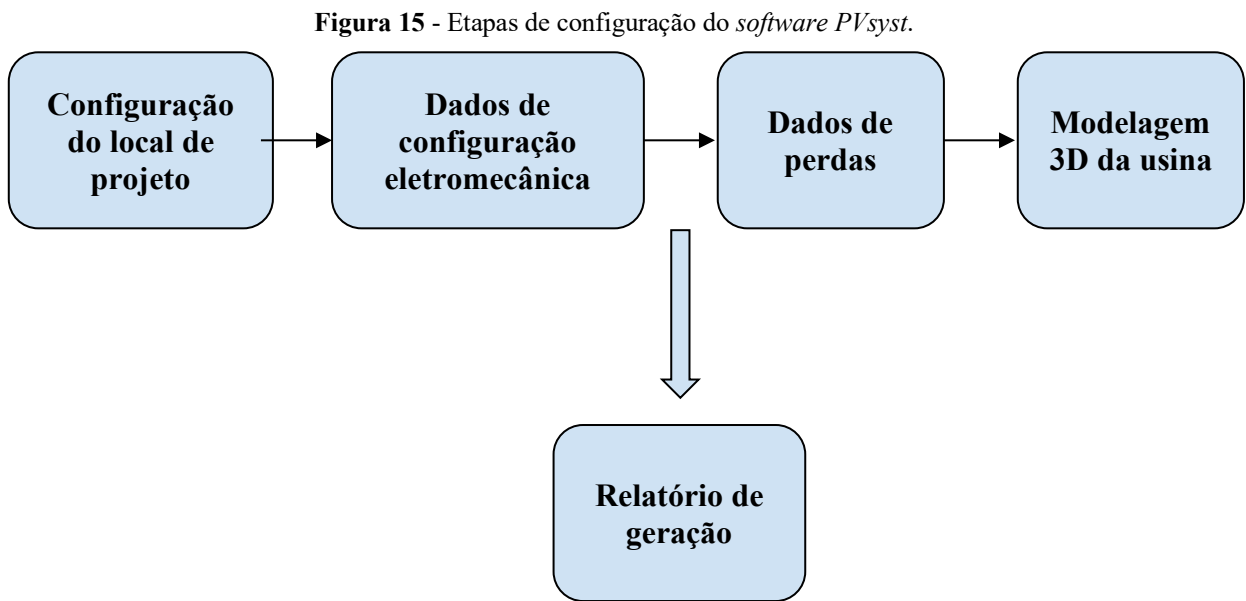 Figura 15 - Etapas de configuração do software PVsyst.
Configuração
do local de
projeto
Dados de
configuração
eletromecânica
Dados de
perdas
Modelagem
3D da usina
Relatório de
geração